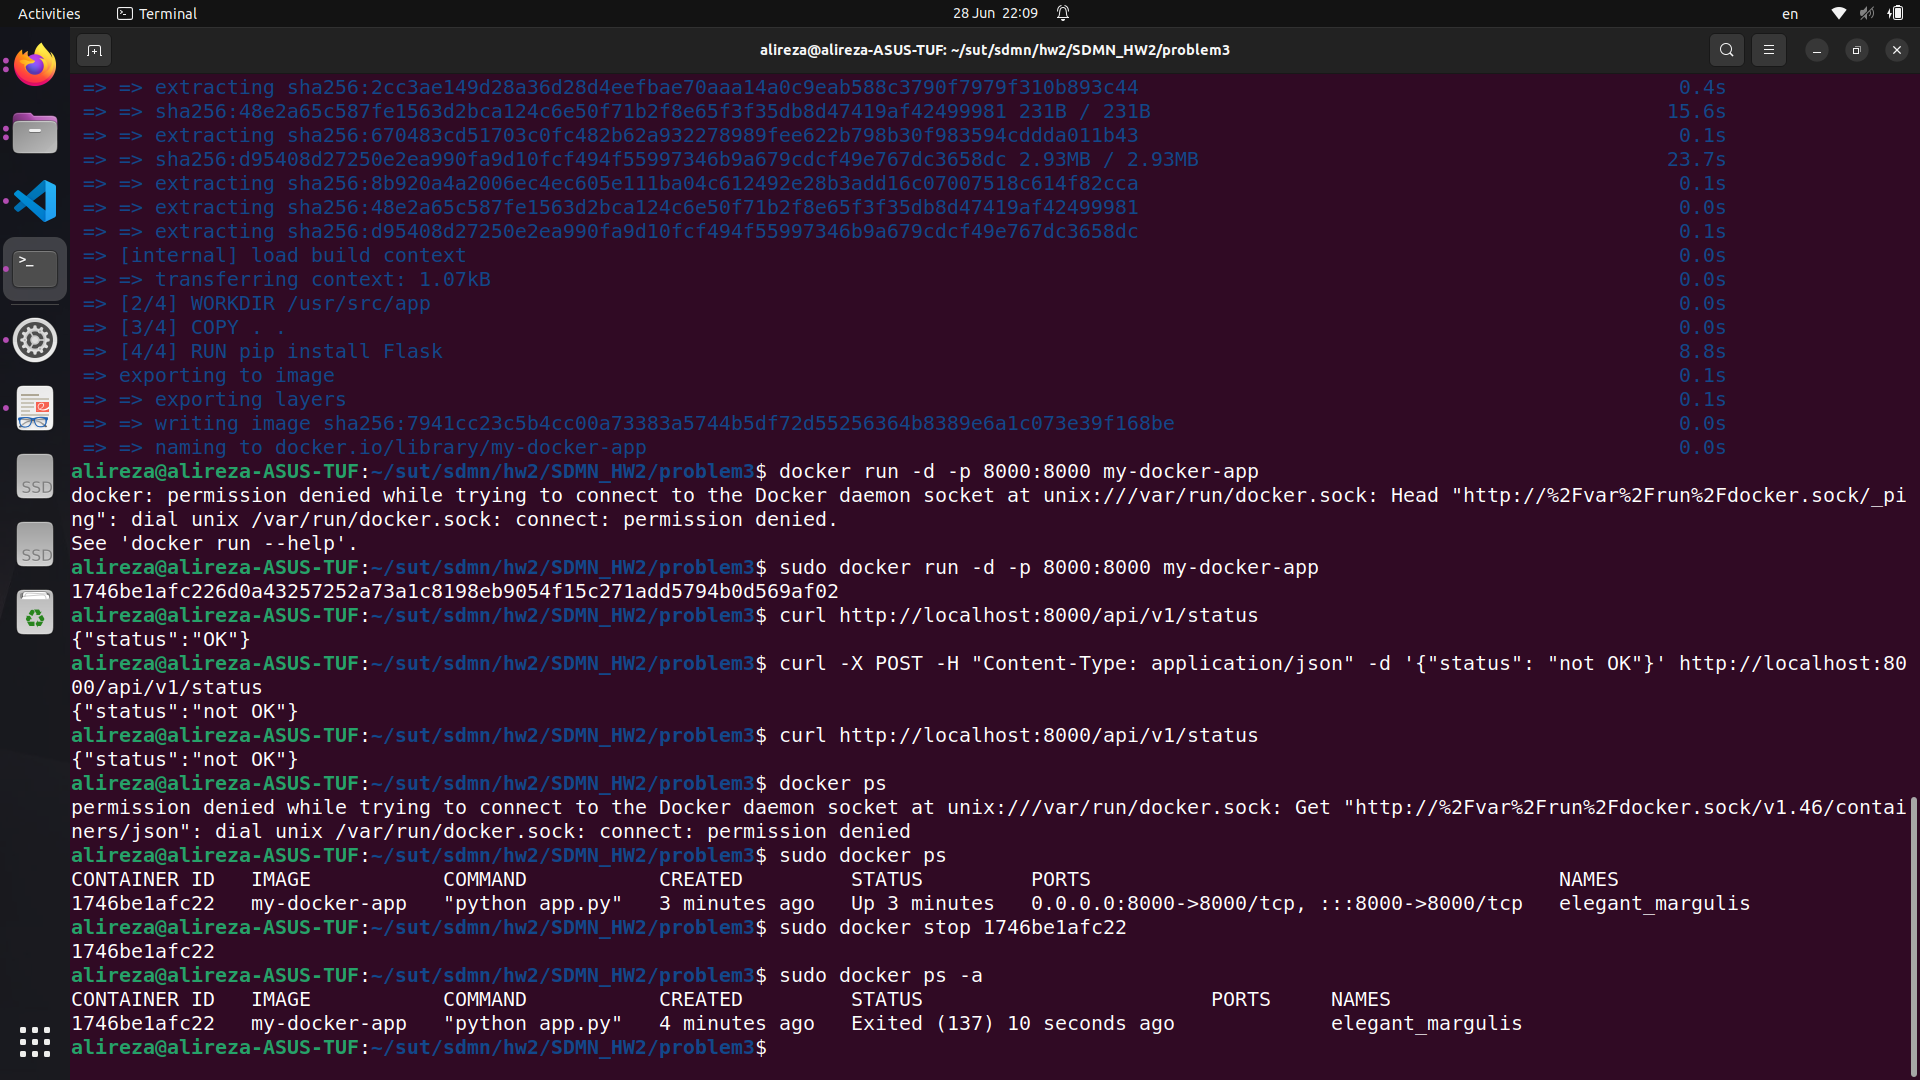 Activities Terminal 28 Jun 22:09 en
alireza@alireza-ASUS-TUF: ~/sut/sdmn/hw2/SDMN_HW2/problem3
=> => extracting sha256:2cc3ae149d28a36d28d4eefbae70aaa14a0c9eab588c3790f7979f310b893c44 0.4s
=> => sha256:48e2a65c587fe1563d2bca124c6e50f71b2f8e65f3f35db8d47419af42499981 231B / 231B 15.6s
=> => extracting sha256:670483cd51703c0fc482b62a932278989fee622b798b30f983594cddda011b43 0.1s
=> => sha256:d95408d27250e2ea990fa9d10fcf494f55997346b9a679cdcf49e767dc3658dc 2.93MB / 2.93MB 23.7s
=> => extracting sha256:8b920a4a2006ec4ec605e111ba04c612492e28b3add16c07007518c614f82cca 0.1s
=> => extracting sha256:48e2a65c587fe1563d2bca124c6e50f71b2f8e65f3f35db8d47419af42499981 0.0s
=> => extracting sha256:d95408d27250e2ea990fa9d10fcf494f55997346b9a679cdcf49e767dc3658dc 0.1s
=> [internal] load build context 0.0s
=> => transferring context: 1.07kB 0.0s
=> [2/4] WORKDIR /usr/src/app 0.0s
=> [3/4] COPY . . 0.0s
=> [4/4] RUN pip install Flask 8.8s
=> exporting to image 0.1s
=> => exporting layers 0.1s
=> => writing image sha256:7941cc23c5b4cc00a73383a5744b5df72d55256364b8389e6a1c073e39f168be 0.0s
=> => naming to docker.io/library/my-docker-app 0.0s
alireza@alireza-ASUS-TUF:~/sut/sdmn/hw2/SDMN_HW2/problem3$ docker run -d -p 8000:8000 my-docker-app
docker: permission denied while trying to connect to the Docker daemon socket at unix:///var/run/docker.sock: Head "http://%2Fvar%2Frun%2Fdocker.sock/_pi
ng": dial unix /var/run/docker.sock: connect: permission denied.
See 'docker run --help'.
alireza@alireza-ASUS-TUF:~/sut/sdmn/hw2/SDMN_HW2/problem3$ sudo docker run -d -p 8000:8000 my-docker-app
1746be1afc226d0a43257252a73a1c8198eb9054f15c271add5794b0d569af02
alireza@alireza-ASUS-TUF:~/sut/sdmn/hw2/SDMN_HW2/problem3$ curl http://localhost:8000/api/v1/status
{"status":"OK"}
alireza@alireza-ASUS-TUF:~/sut/sdmn/hw2/SDMN_HW2/problem3$ curl -X POST -H "Content-Type: application/json" -d '{"status": "not OK"}' http://localhost:80
00/api/v1/status
{"status":"not OK"}
alireza@alireza-ASUS-TUF:~/sut/sdmn/hw2/SDMN_HW2/problem3$ curl http://localhost:8000/api/v1/status
{"status":"not OK"}
alireza@alireza-ASUS-TUF:~/sut/sdmn/hw2/SDMN_HW2/problem3$ docker ps
permission denied while trying to connect to the Docker daemon socket at unix:///var/run/docker.sock: Get "http://%2Fvar%2Frun%2Fdocker.sock/v1.46/contai
ners/json": dial unix /var/run/docker.sock: connect: permission denied
alireza@alireza-ASUS-TUF:~/sut/sdmn/hw2/SDMN_HW2/problem3$ sudo docker ps
CONTAINER ID IMAGE COMMAND CREATED STATUS PORTS NAMES
1746be1afc22 my-docker-app "python app.py" 3 minutes ago Up 3 minutes 0.0.0.0:8000->8000/tcp, :::8000->8000/tcp elegant_margulis
alireza@alireza-ASUS-TUF:~/sut/sdmn/hw2/SDMN_HW2/problem3$ sudo docker stop 1746be1afc22
1746be1afc22
alireza@alireza-ASUS-TUF:~/sut/sdmn/hw2/SDMN_HW2/problem3$ sudo docker ps -a
CONTAINER ID IMAGE COMMAND CREATED STATUS PORTS NAMES
1746be1afc22 my-docker-app "python app.py" 4 minutes ago Exited (137) 10 seconds ago elegant_margulis
alireza@alireza-ASUS-TUF:~/sut/sdmn/hw2/SDMN_HW2/problem3$
SSD
SSD